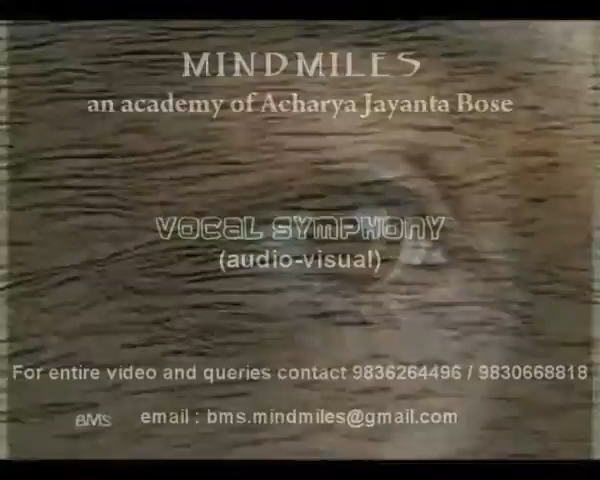 MINDMILES
an academy of Acharya Jayanta Bose
VOCAL SYMPHONY
(audio-visual)
For entire video and queries contact 9836264496 / 9830668818
BMS email : bms.mindmiles@gmail.com